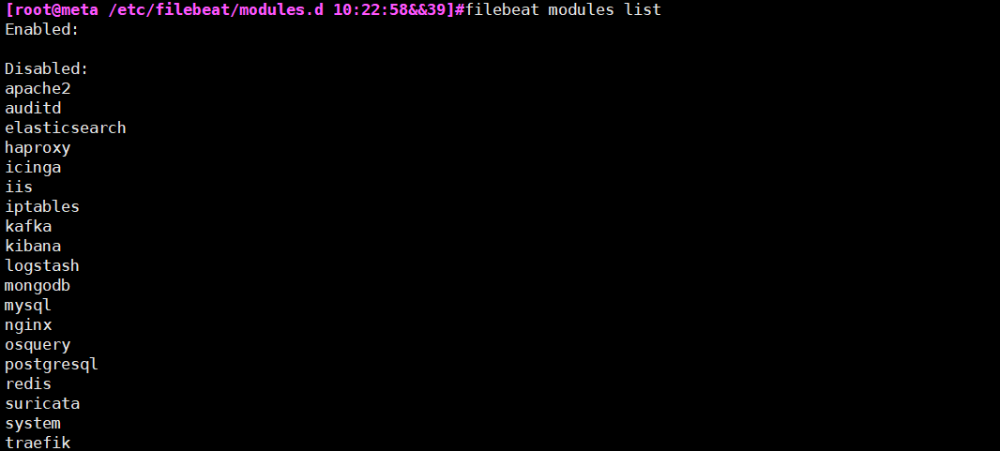 [root@meta /etc/filebeat/modules.d 10:22:58&&39]#filebeat modules list
Enabled:
Disabled:
apache2
auditd
elasticsearch
haproxy
icinga
iis
iptables
kafka
kibana
logstash
mongodb
mysql
nginx
osquery
postgresql
redis
suricata
system
traefik